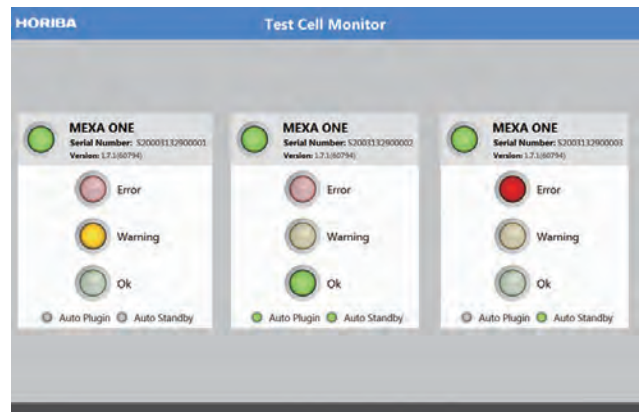 HORIBA
Test Cell Monitor
MEXA ONE
Serial Number: S20003132900001
Version: 1.7.1(60794)
Error
Warning
Ok
Auto Plugin Auto Standby
MEXA ONE
Serial Number: S20003132900002
Version: 1.7.1(60794)
Error
Warning
Ok
Auto Plugin Auto Standby
MEXA ONE
Serial Number: S20003132900003
Version: 1.7.1(60794)
Error
Warning
Ok
Auto Plugin Auto Standby